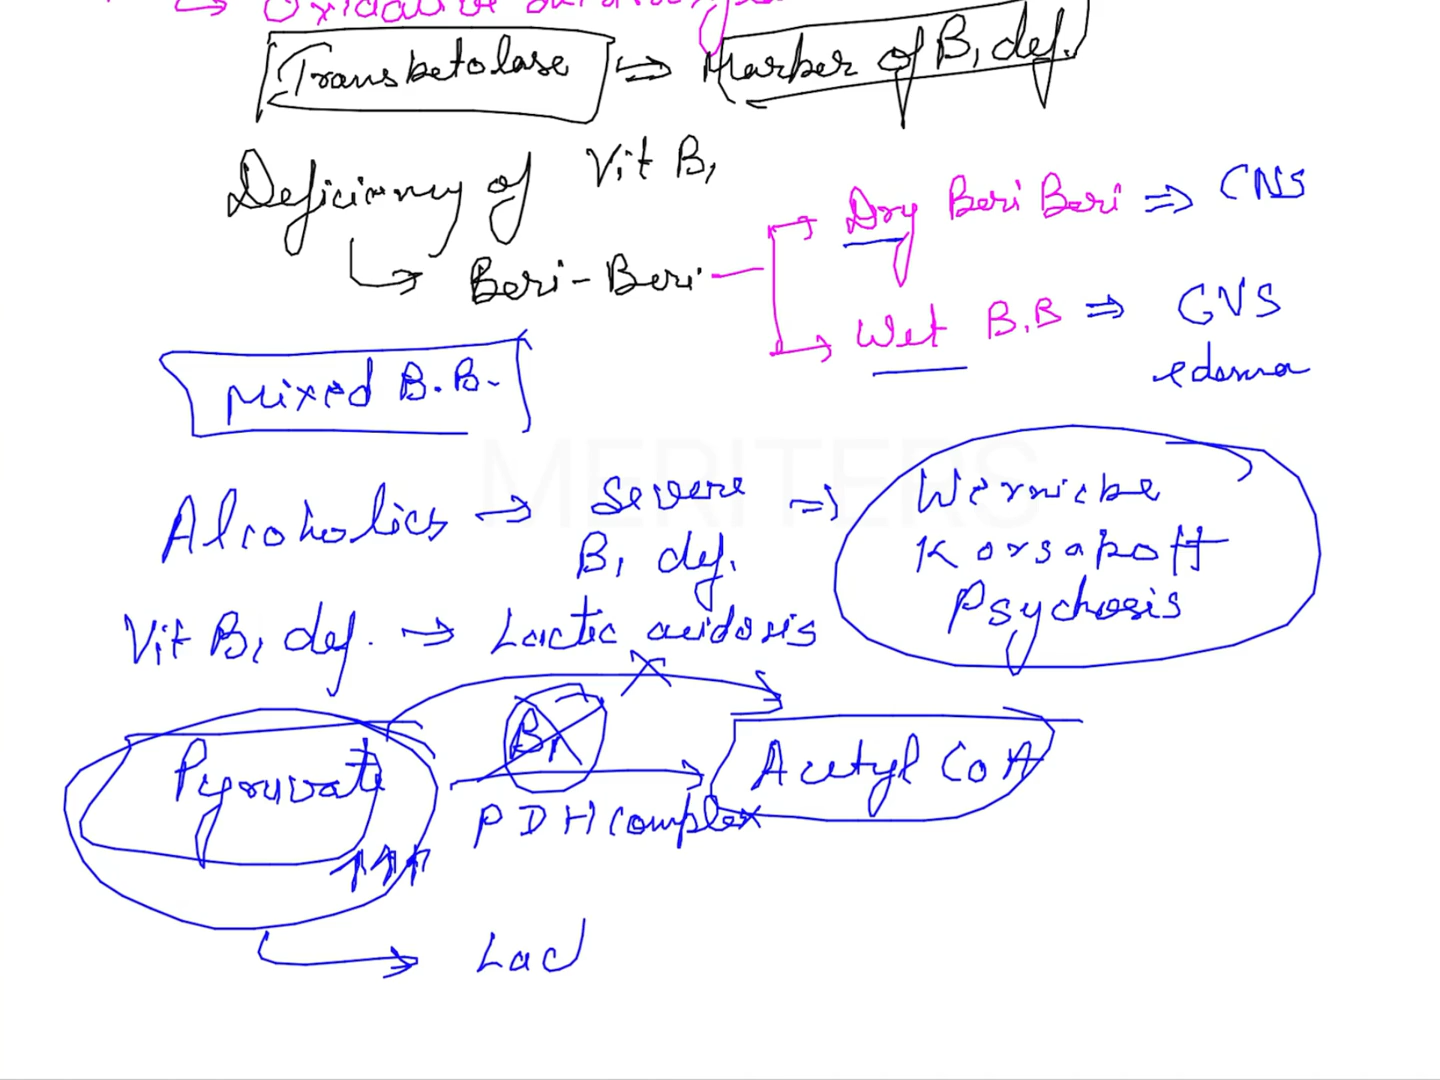 Transketolase ⇒ Marker of B₁ def.
Deficiency of Vit B₁
↳ Beri-Beri
→ Dry Beri Beri ⇒ CNS
→ Wet B.B ⇒ CVS
edema
Mixed B.B.
Alcoholics → Severe B₁ def. ⇒ Wernicke Korsakoff Psychosis
Vit B₁ def. → Lactic acidosis
Pyruvate ↑↑↑ → Acetyl CoA
B₁
PDH complex
↳ Lac
MERITERS